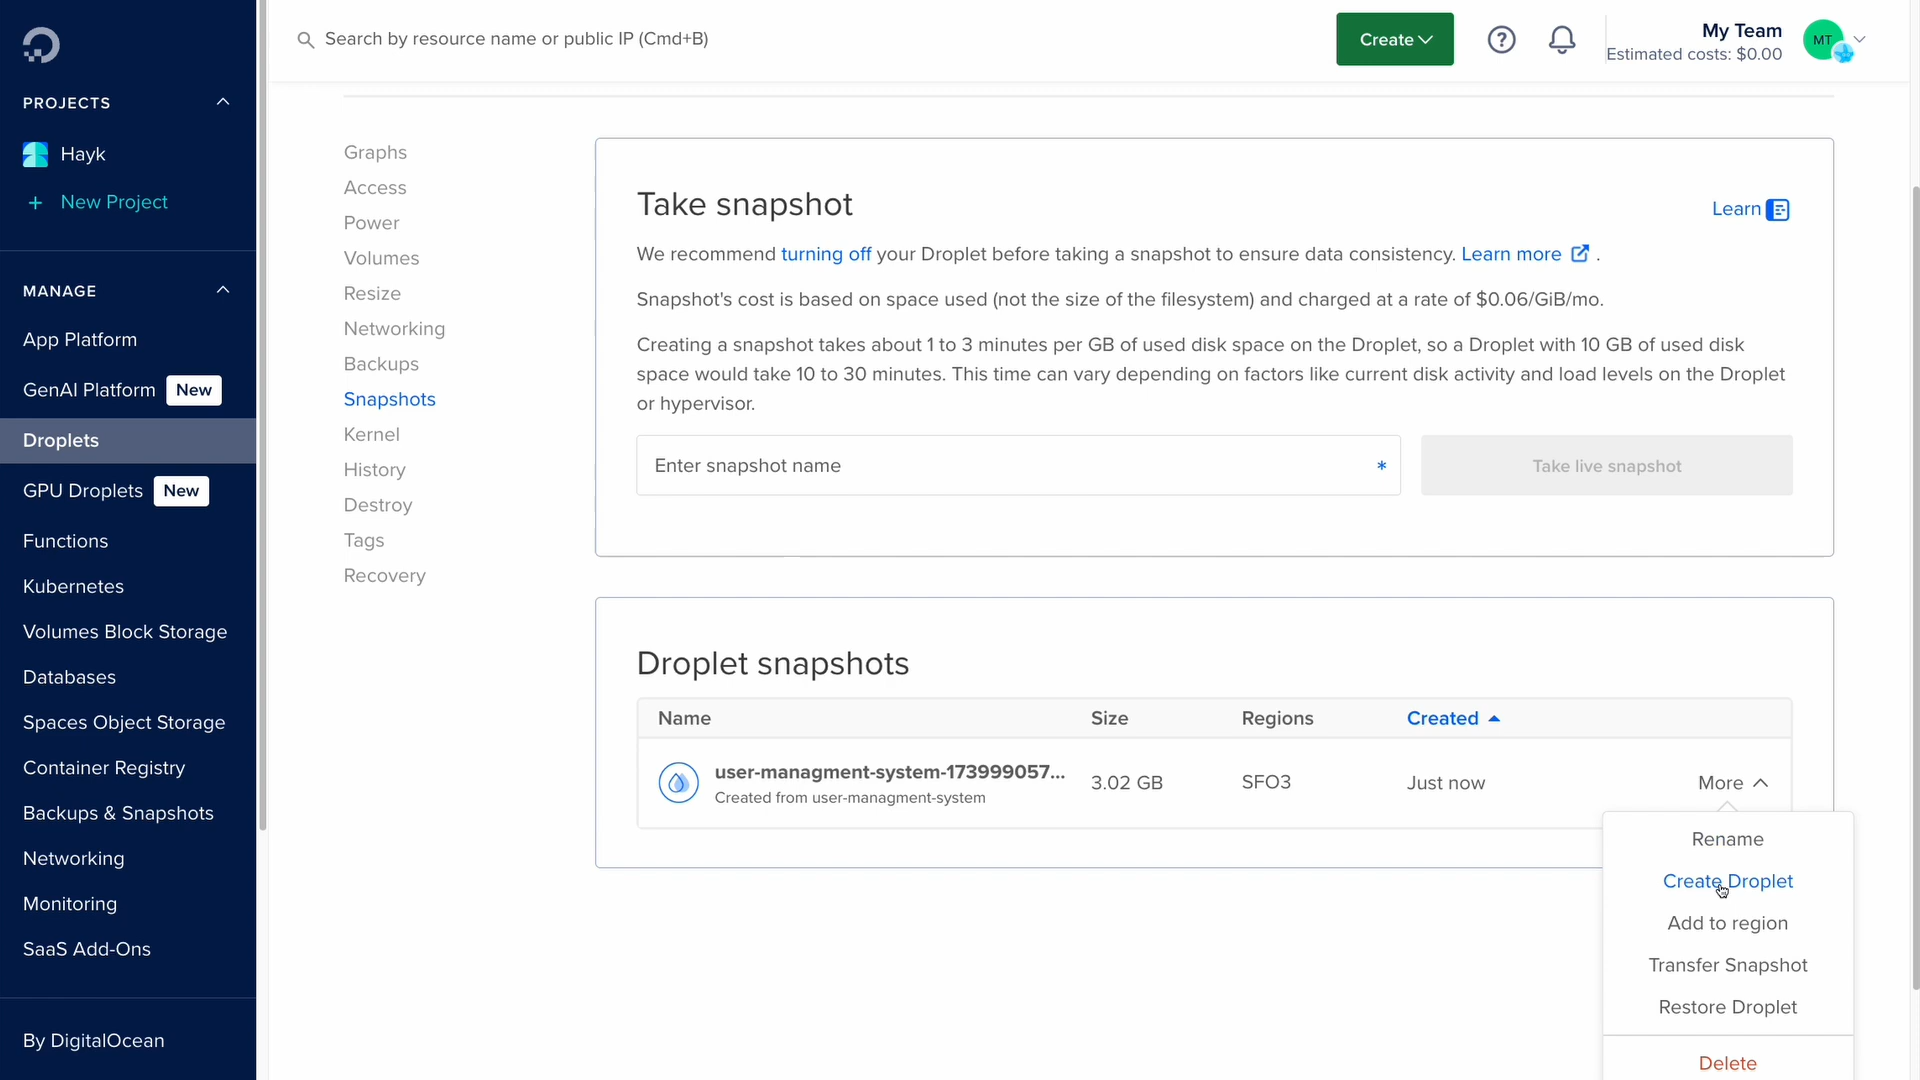 Search by resource name or public IP (Cmd+B)
Create
My Team
Estimated costs: $0.00
MT
PROJECTS
Hayk
+ New Project
MANAGE
App Platform
GenAI Platform New
Droplets
GPU Droplets New
Functions
Kubernetes
Volumes Block Storage
Databases
Spaces Object Storage
Container Registry
Backups & Snapshots
Networking
Monitoring
SaaS Add-Ons
By DigitalOcean
Graphs
Access
Power
Volumes
Resize
Networking
Backups
Snapshots
Kernel
History
Destroy
Tags
Recovery
Take snapshot
Learn
We recommend turning off your Droplet before taking a snapshot to ensure data consistency. Learn more .
Snapshot's cost is based on space used (not the size of the filesystem) and charged at a rate of $0.06/GiB/mo.
Creating a snapshot takes about 1 to 3 minutes per GB of used disk space on the Droplet, so a Droplet with 10 GB of used disk
space would take 10 to 30 minutes. This time can vary depending on factors like current disk activity and load levels on the Droplet
or hypervisor.
Enter snapshot name *
Take live snapshot
Droplet snapshots
Name Size Regions Created
user-managment-system-173999057... 3.02 GB SFO3 Just now More
Created from user-managment-system
Rename
Create Droplet
Add to region
Transfer Snapshot
Restore Droplet
Delete